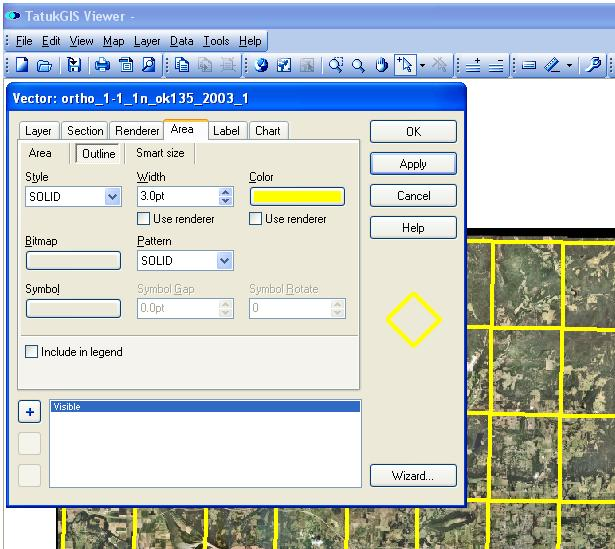 TatukGIS Viewer -
File Edit View Map Layer Data Tools Help
Vector: ortho_1-1_1n_ok135_2003_1
Layer Section Renderer Area Label Chart
Area Outline Smart size
Style Width Color
SOLID 3.0pt
Use renderer Use renderer
Bitmap Pattern
SOLID
Symbol Symbol Gap Symbol Rotate
0.0pt 0
Include in legend
OK
Apply
Cancel
Help
+
Visible
Wizard...